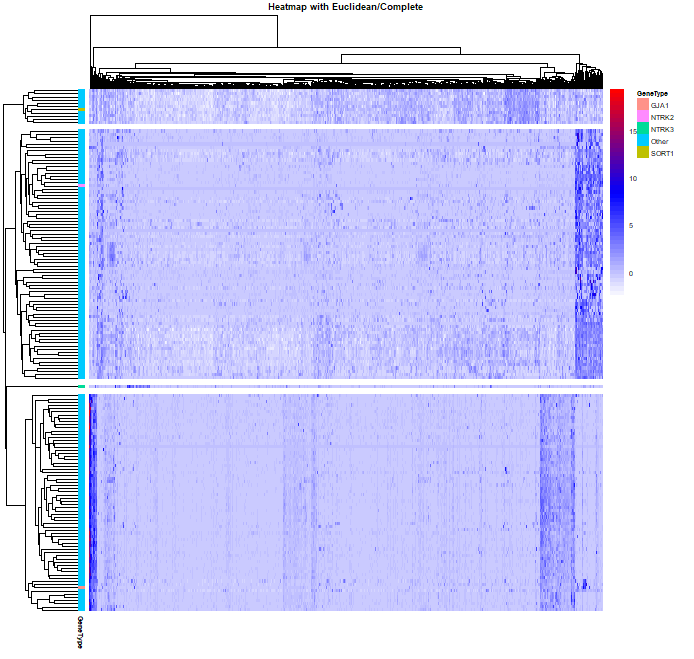 Heatmap with Euclidean/Complete
GeneType
GJA1
NTRK2
NTRK3
Other
SORT1
15
10
5
0
GeneType